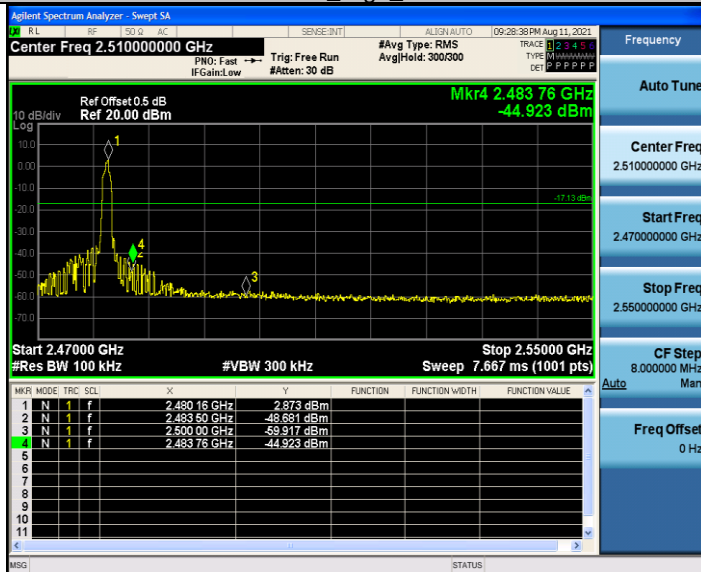 Agilent Spectrum Analyzer - Swept SA
RL RF 50 Ω AC SENSE:INT ALIGN AUTO 09:28:38 PM Aug 11, 2021
Center Freq 2.510000000 GHz
PNO: Fast
IFGain:Low
Trig: Free Run
#Atten: 30 dB
#Avg Type: RMS
Avg|Hold: 300/300
TRACE 1 2 3 4 5 6
TYPE M
DET P P P P P P
Frequency
Auto Tune
Center Freq
2.510000000 GHz
Start Freq
2.470000000 GHz
Stop Freq
2.550000000 GHz
CF Step
8.000000 MHz
Auto Man
Freq Offset
0 Hz
Mkr4 2.483 76 GHz
-44.923 dBm
Ref Offset 0.5 dB
10 dB/div Ref 20.00 dBm
Log
10.0
0.00
-10.0
-20.0
-30.0
-40.0
-50.0
-60.0
-70.0
1
4
2
3
-17.13 dBm
Start 2.47000 GHz Stop 2.55000 GHz
#Res BW 100 kHz #VBW 300 kHz Sweep 7.667 ms (1001 pts)
MKR MODE TRC SCL X Y FUNCTION FUNCTION WIDTH FUNCTION VALUE
1 N 1 f 2.480 16 GHz 2.873 dBm
2 N 1 f 2.483 50 GHz -48.681 dBm
3 N 1 f 2.500 00 GHz -59.917 dBm
4 N 1 f 2.483 76 GHz -44.923 dBm
5
6
7
8
9
10
11
MSG STATUS